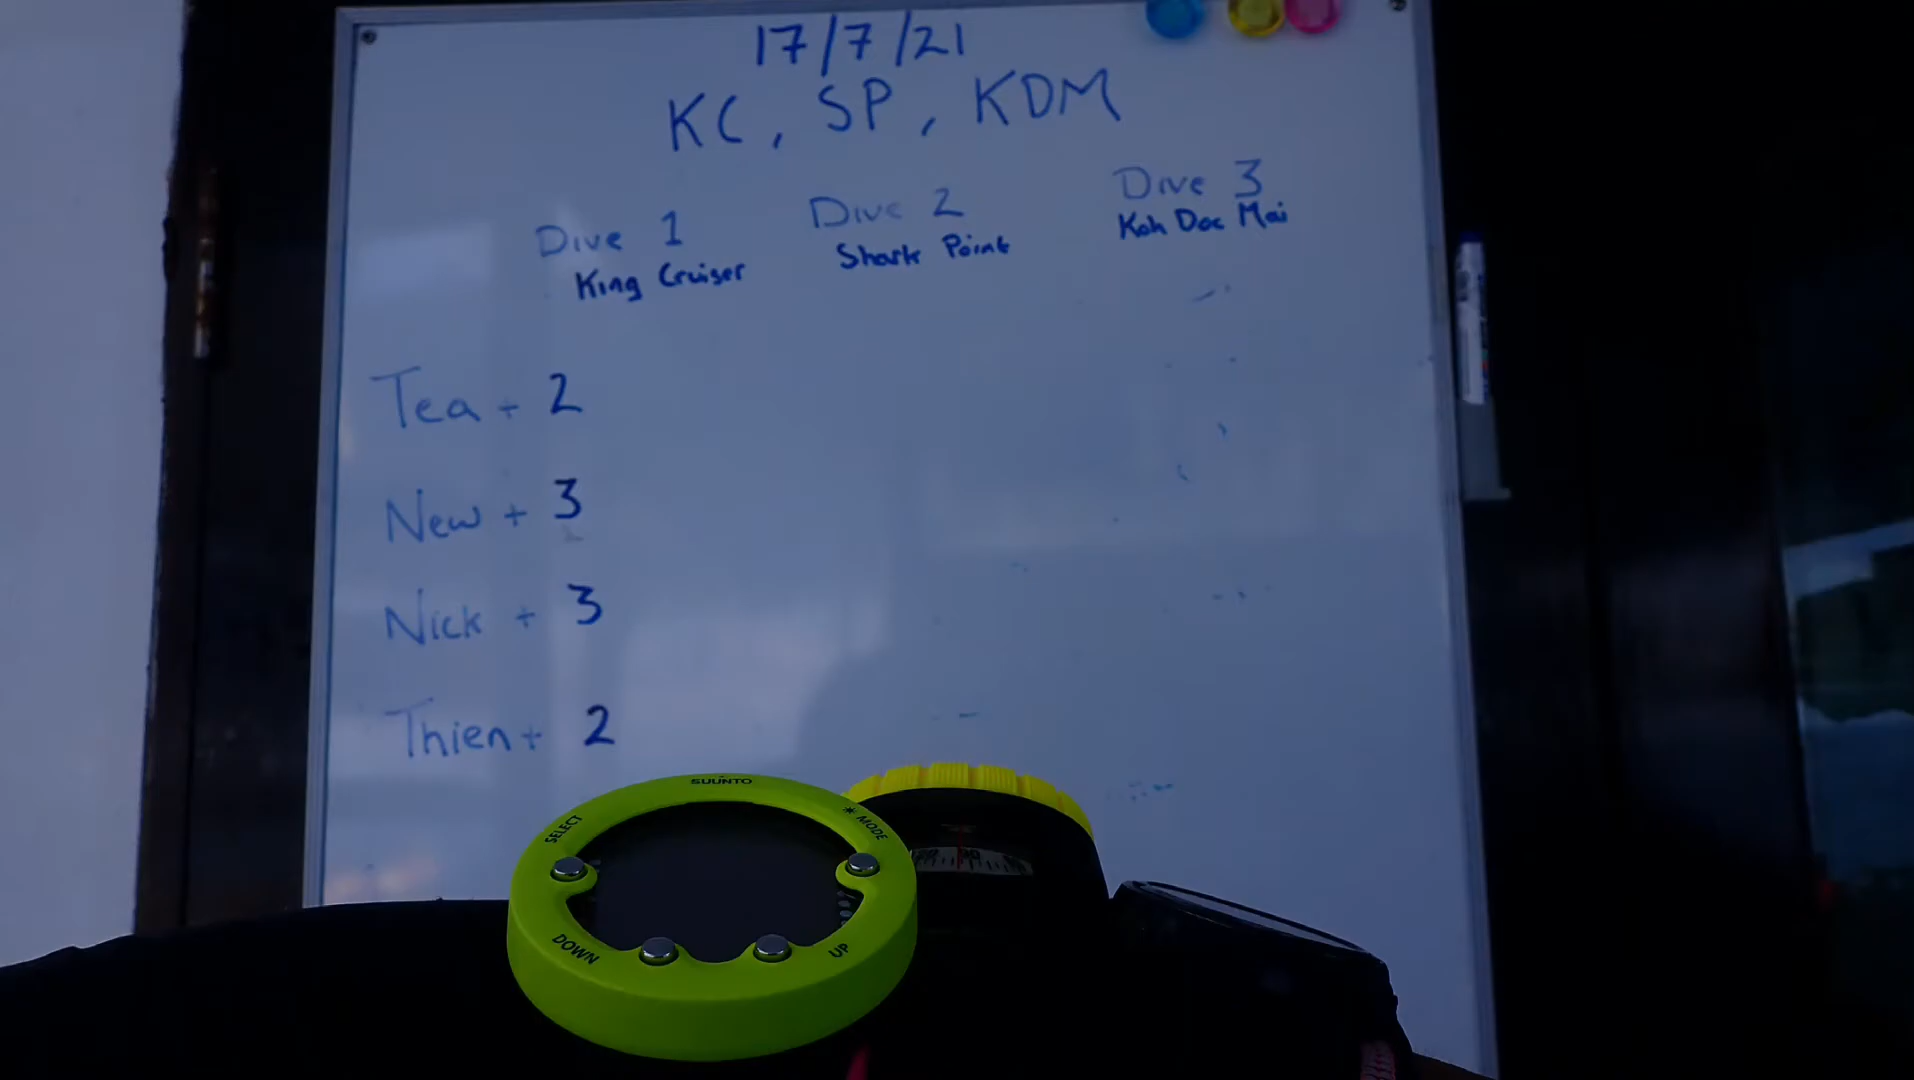 17/7/21
KC, SP, KDM
Dive 1 Dive 2 Dive 3
King Cruiser Shark Point Koh Doc Mai
Tea + 2
New + 3
Nick + 3
Thien + 2
SUUNTO
SELECT MODE
DOWN UP